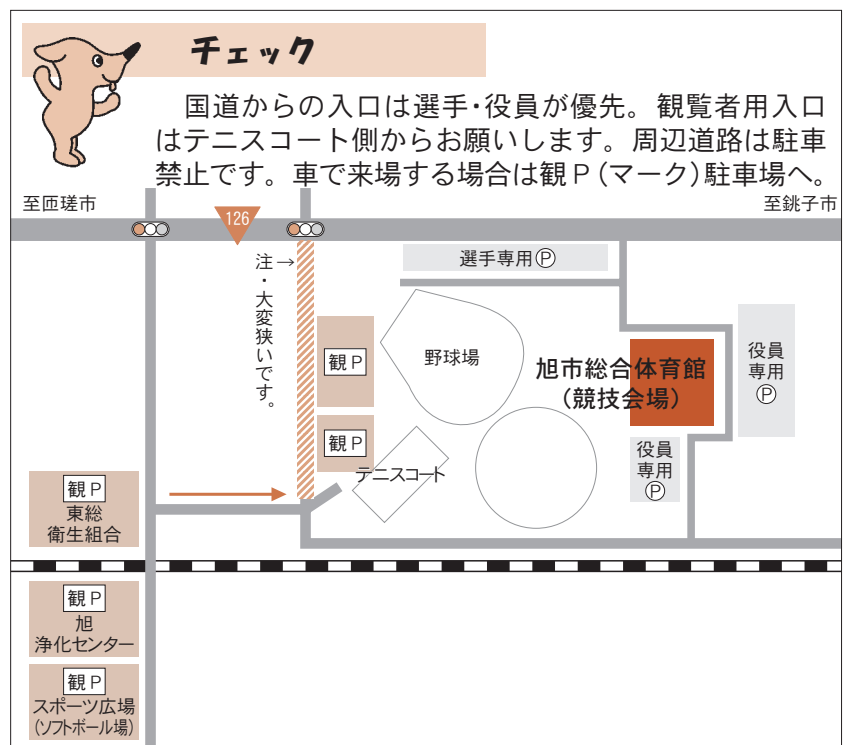 チェック
国道からの入口は選手・役員が優先。観覧者用入口
はテニスコート側からお願いします。周辺道路は駐車
禁止です。車で来場する場合は観Ｐ（マーク）駐車場へ。
至匝瑳市
至銚子市
126
注・大変狭いです。
→
選手専用Ⓟ
観Ｐ
野球場
旭市総合体育館
（競技会場）
役員
専用
Ⓟ
観Ｐ
テニスコート
役員
専用
Ⓟ
観Ｐ
東総
衛生組合
観Ｐ
旭
浄化センター
観Ｐ
スポーツ広場
（ソフトボール場）